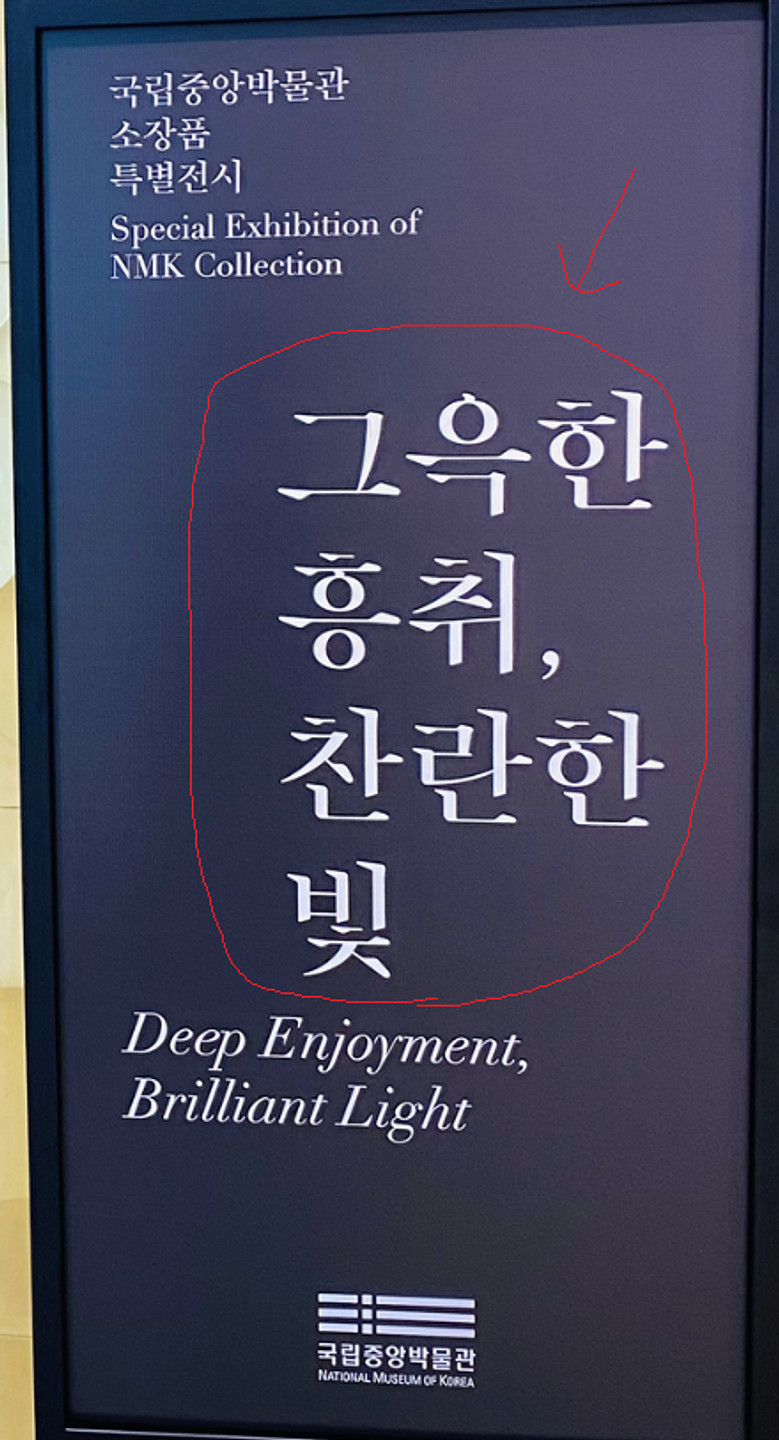 국립중앙박물관
소장품
특별전시
Special Exhibition of
NMK Collection
그윽한
흥취,
찬란한
빛
Deep Enjoyment,
Brilliant Light
국립중앙박물관
NATIONAL MUSEUM OF KOREA